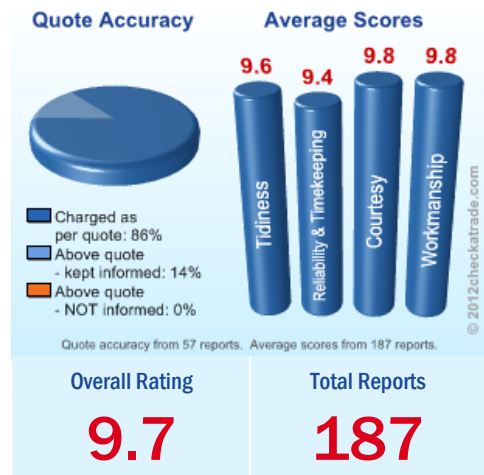 Quote Accuracy
Charged as
per quote: 86%
Above quote
- kept informed: 14%
Above quote
- NOT informed: 0%
Average Scores
9.6
9.4
9.8
9.8
Tidiness
Reliability & Timekeeping
Courtesy
Workmanship
© 2012checkatrade.com
Quote accuracy from 57 reports. Average scores from 187 reports.
Overall Rating
9.7
Total Reports
187